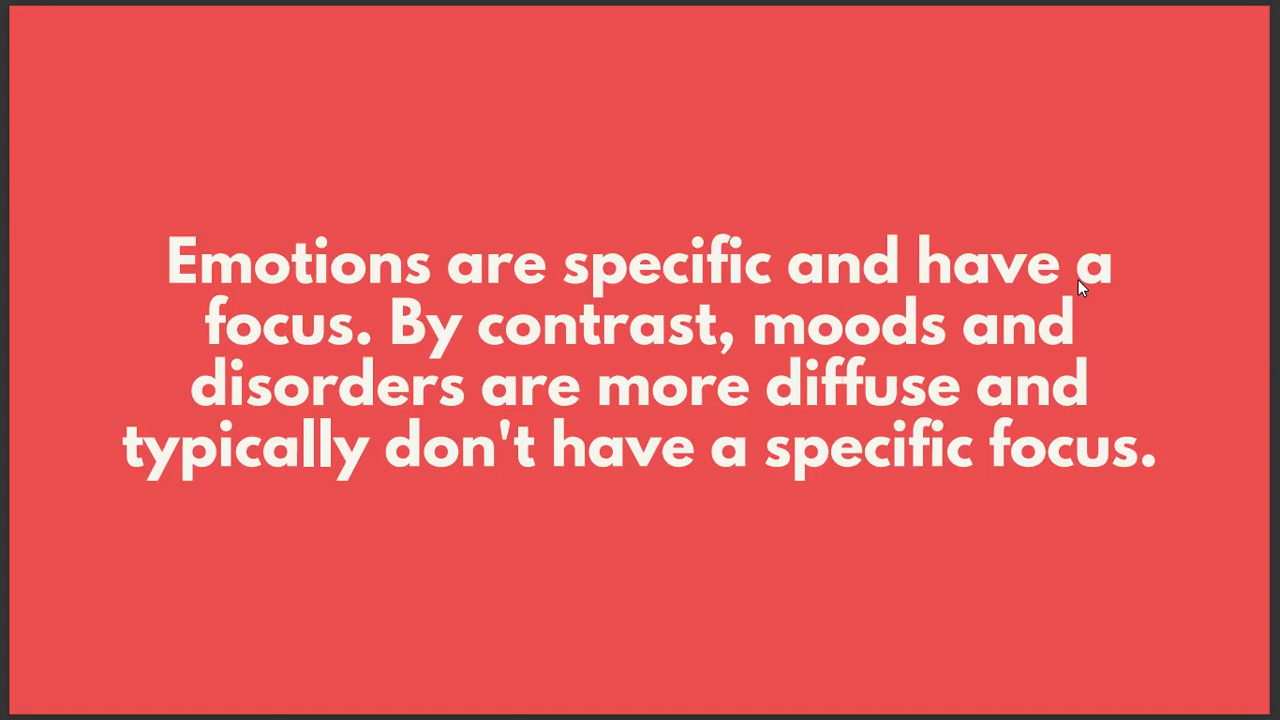 Emotions are specific and have a
focus. By contrast, moods and
disorders are more diffuse and
typically don't have a specific focus.